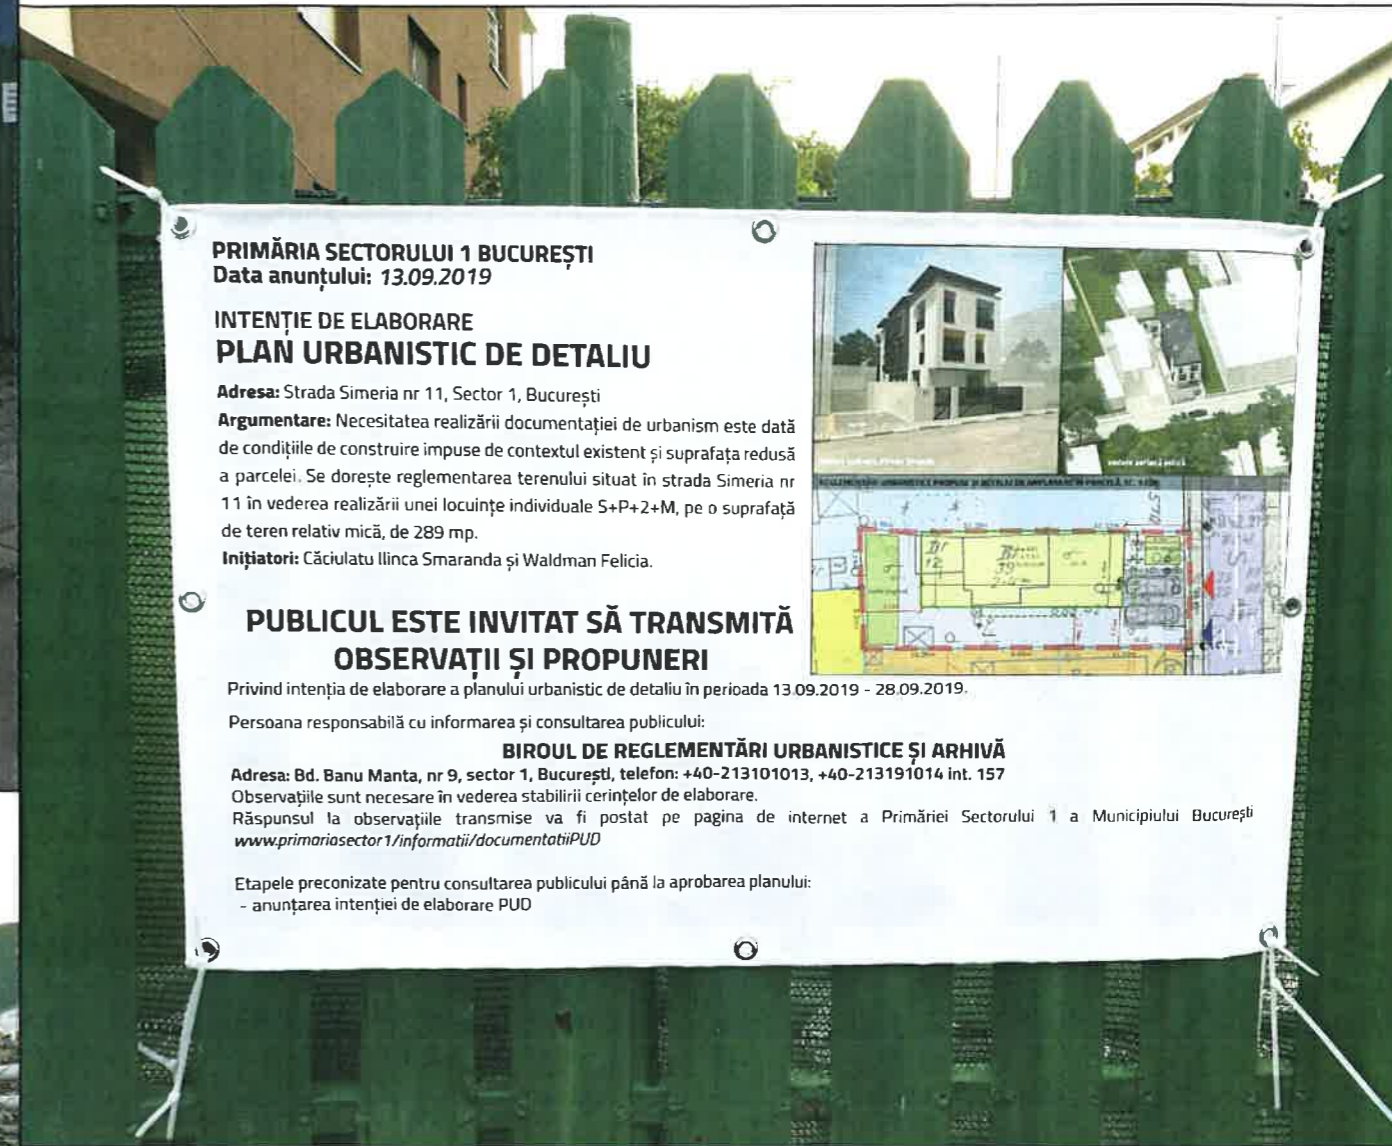 PRIMĂRIA SECTORULUI 1 BUCUREȘTI
Data anunțului: 13.09.2019
INTENȚIE DE ELABORARE
PLAN URBANISTIC DE DETALIU
Adresa: Strada Simeria nr 11, Sector 1, București
Argumentare: Necesitatea realizării documentației de urbanism este dată
de condițiile de construire impuse de contextul existent și suprafața redusă
a parcelei. Se dorește reglementarea terenului situat în strada Simeria nr
11 în vederea realizării unei locuințe individuale S+P+2+M, pe o suprafață
de teren relativ mică, de 289 mp.
Inițiatori: Căciulatu Ilinca Smaranda și Waldman Felicia.
PUBLICUL ESTE INVITAT SĂ TRANSMITĂ
OBSERVAȚII ȘI PROPUNERI
Privind intenția de elaborare a planului urbanistic de detaliu în perioada 13.09.2019 - 28.09.2019.
Persoana responsabilă cu informarea și consultarea publicului:
BIROUL DE REGLEMENTĂRI URBANISTICE ȘI ARHIVĂ
Adresa: Bd. Banu Manta, nr 9, sector 1, București, telefon: +40-213101013, +40-213191014 int. 157
Observațiile sunt necesare în vederea stabilirii cerințelor de elaborare.
Răspunsul la observațiile transmise va fi postat pe pagina de internet a Primăriei Sectorului 1 a Municipiului București
www.primariasector1/informatii/documentatiiPUD
Etapele preconizate pentru consultarea publicului până la aprobarea planului:
- anunțarea intenției de elaborare PUD